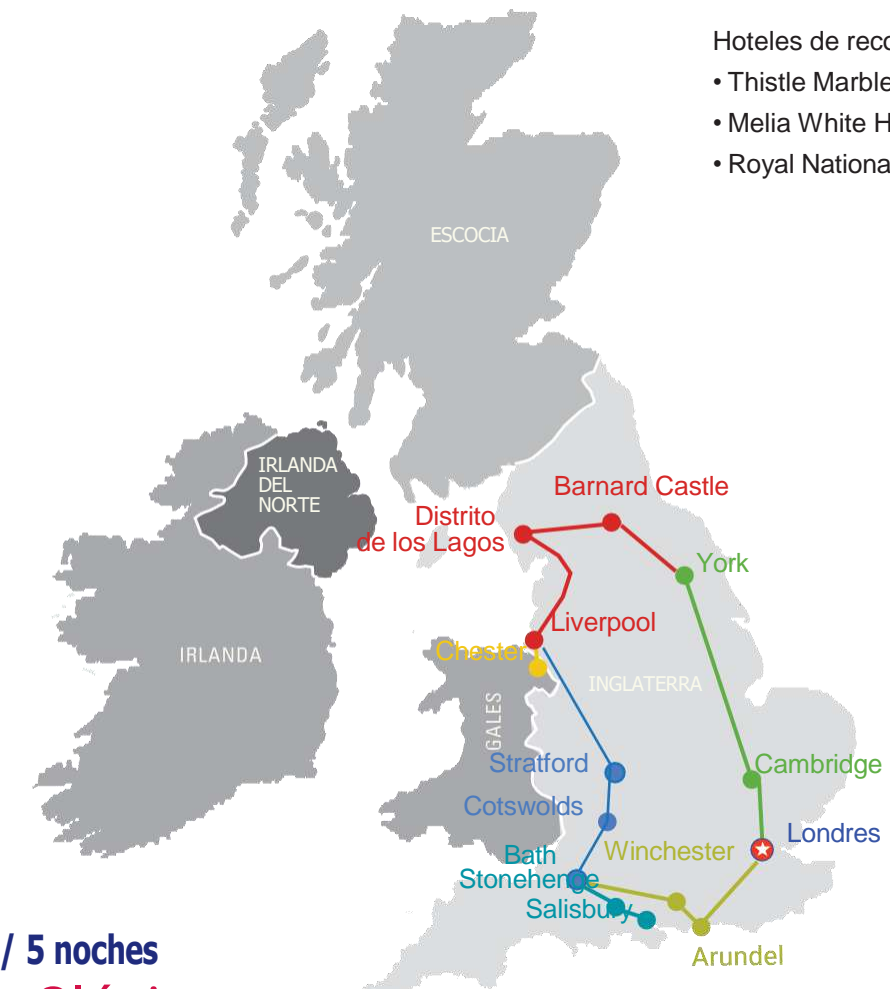 Hoteles de reco
• Thistle Marble
• Melia White H
• Royal Nationa
ESCOCIA
IRLANDA
DEL
NORTE
Barnard Castle
Distrito
de los Lagos
York
Liverpool
Chester
IRLANDA
INGLATERRA
GALES
Stratford
Cambridge
Cotswolds
Londres
Winchester
Bath
Stonehenge
Salisbury
Arundel
/ 5 noches